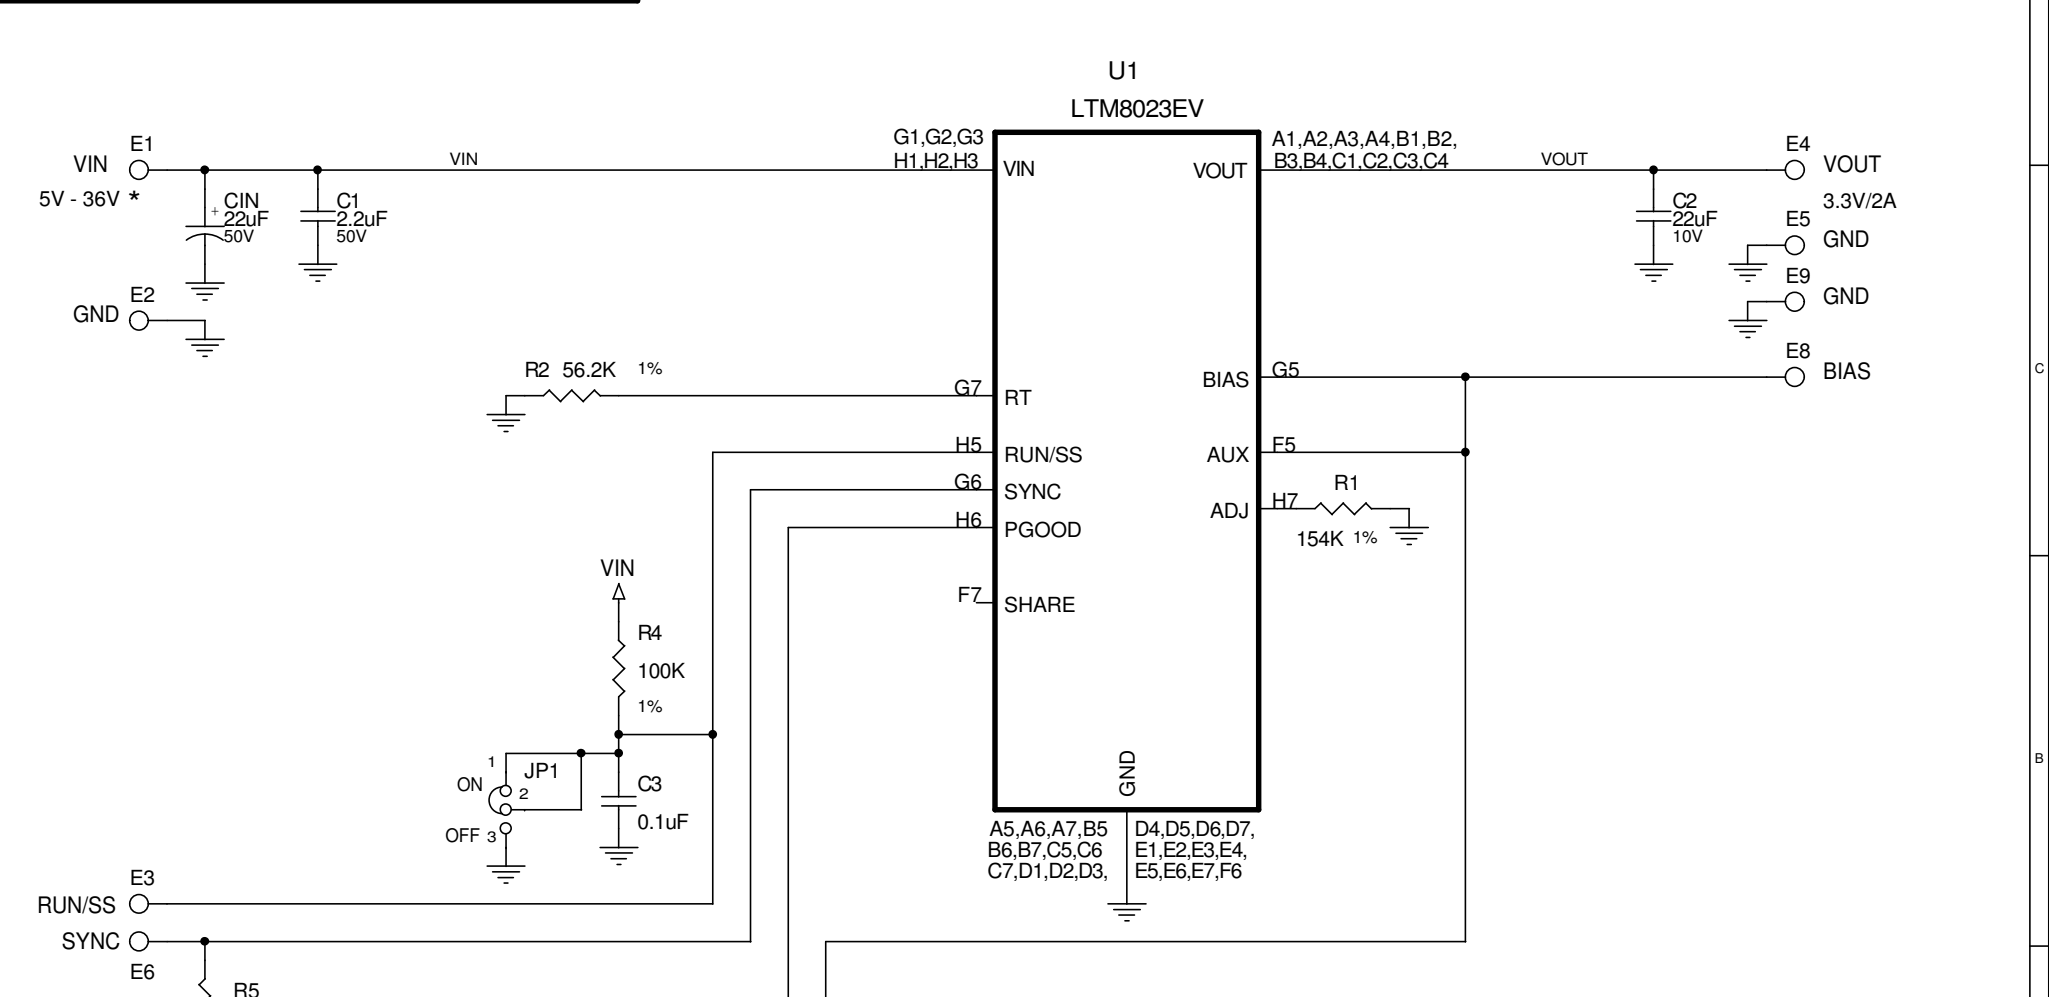 U1
LTM8023EV
E1
VIN
5V - 36V *
+
CIN
22uF
50V
C1
2.2uF
50V
VIN
G1,G2,G3
H1,H2,H3
VIN
VOUT
A1,A2,A3,A4,B1,B2,
B3,B4,C1,C2,C3,C4
VOUT
E4
VOUT
3.3V/2A
C2
22uF
10V
E5
GND
E9
GND
E2
GND
R2 56.2K 1%
G7
RT
BIAS
G5
E8
BIAS
C
H5
RUN/SS
AUX
F5
G6
SYNC
R1
H7
ADJ
154K 1%
H6
PGOOD
F7
SHARE
VIN
R4
100K
1%
GND
1
JP1
ON
2
OFF 3
C3
0.1uF
B
A5,A6,A7,B5
B6,B7,C5,C6
C7,D1,D2,D3,
D4,D5,D6,D7,
E1,E2,E3,E4,
E5,E6,E7,F6
E3
RUN/SS
SYNC
E6
R5